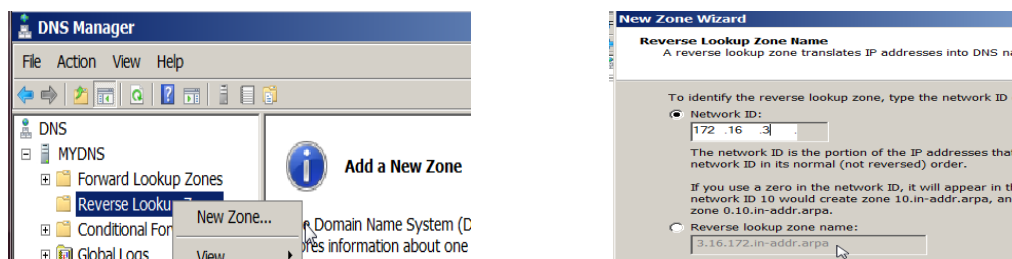 DNS Manager
File Action View Help
DNS
MYDNS
Forward Lookup Zones
Reverse Looku
Conditional For
Global Logs
New Zone...
View
Add a New Zone
Domain Name System (D
es information about one
New Zone Wizard
Reverse Lookup Zone Name
A reverse lookup zone translates IP addresses into DNS na
To identify the reverse lookup zone, type the network ID
Network ID:
172 .16 .3 .
The network ID is the portion of the IP addresses that
network ID in its normal (not reversed) order.
If you use a zero in the network ID, it will appear in th
network ID 10 would create zone 10.in-addr.arpa, an
zone 0.10.in-addr.arpa.
Reverse lookup zone name:
3.16.172.in-addr.arpa